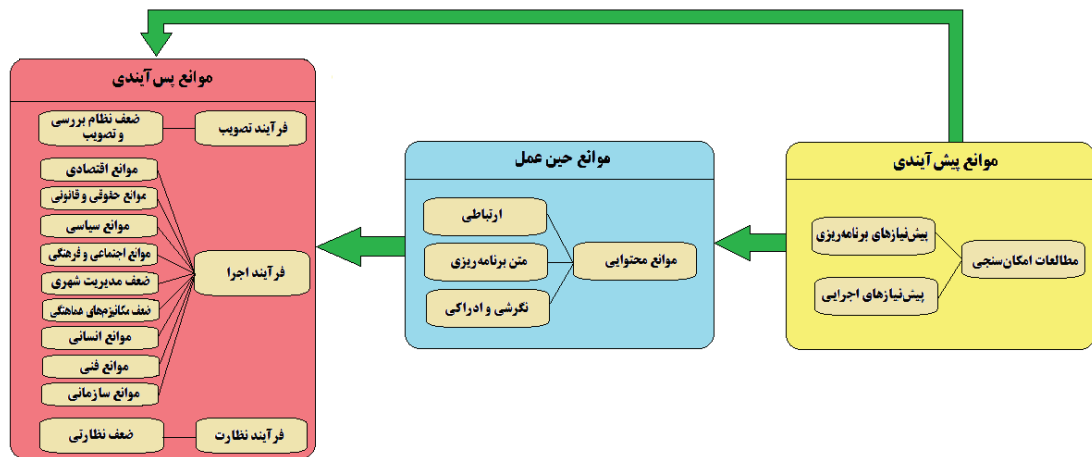 موانع پیش‌آیندی
مطالعات امکان‌سنجی
پیش‌نیازهای برنامه‌ریزی
پیش‌نیازهای اجرایی
موانع حین عمل
موانع محتوایی
ارتباطی
متن برنامه‌ریزی
نگرشی و ادراکی
موانع پس‌آیندی
فرآیند تصویب
ضعف نظام بررسی
و تصویب
فرآیند اجرا
موانع اقتصادی
موانع حقوقی و قانونی
موانع سیاسی
موانع اجتماعی و فرهنگی
ضعف مدیریت شهری
ضعف مکانیزم‌های هماهنگی
موانع انسانی
موانع فنی
موانع سازمانی
فرآیند نظارت
ضعف نظارتی